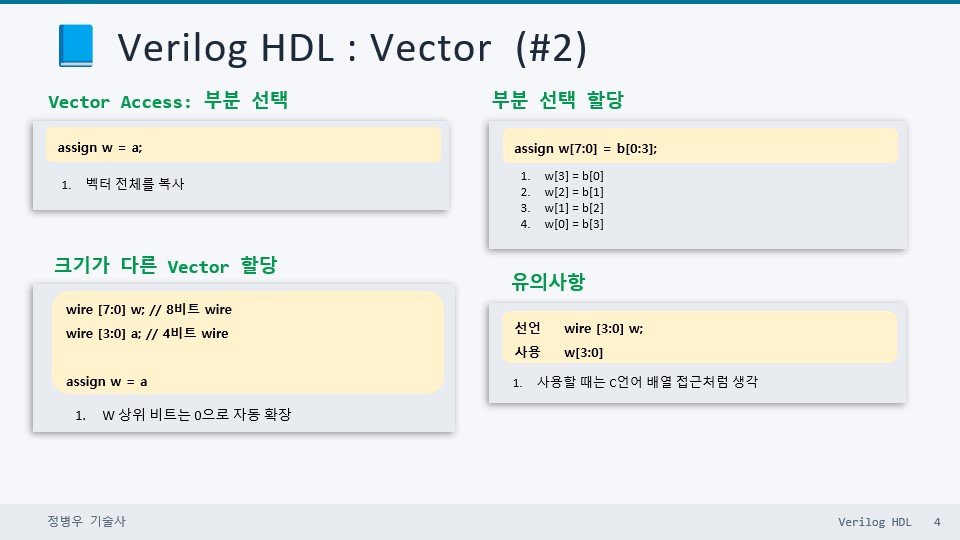 Verilog HDL : Vector (#2)
Vector Access: 부분 선택
assign w = a;
1. 벡터 전체를 복사
크기가 다른 Vector 할당
wire [7:0] w; // 8비트 wire
wire [3:0] a; // 4비트 wire
assign w = a
1. W 상위 비트는 0으로 자동 확장
부분 선택 할당
assign w[7:0] = b[0:3];
1. w[3] = b[0]
2. w[2] = b[1]
3. w[1] = b[2]
4. w[0] = b[3]
유의사항
선언 wire [3:0] w;
사용 w[3:0]
1. 사용할 때는 C언어 배열 접근처럼 생각
정병우 기술사
Verilog HDL 4